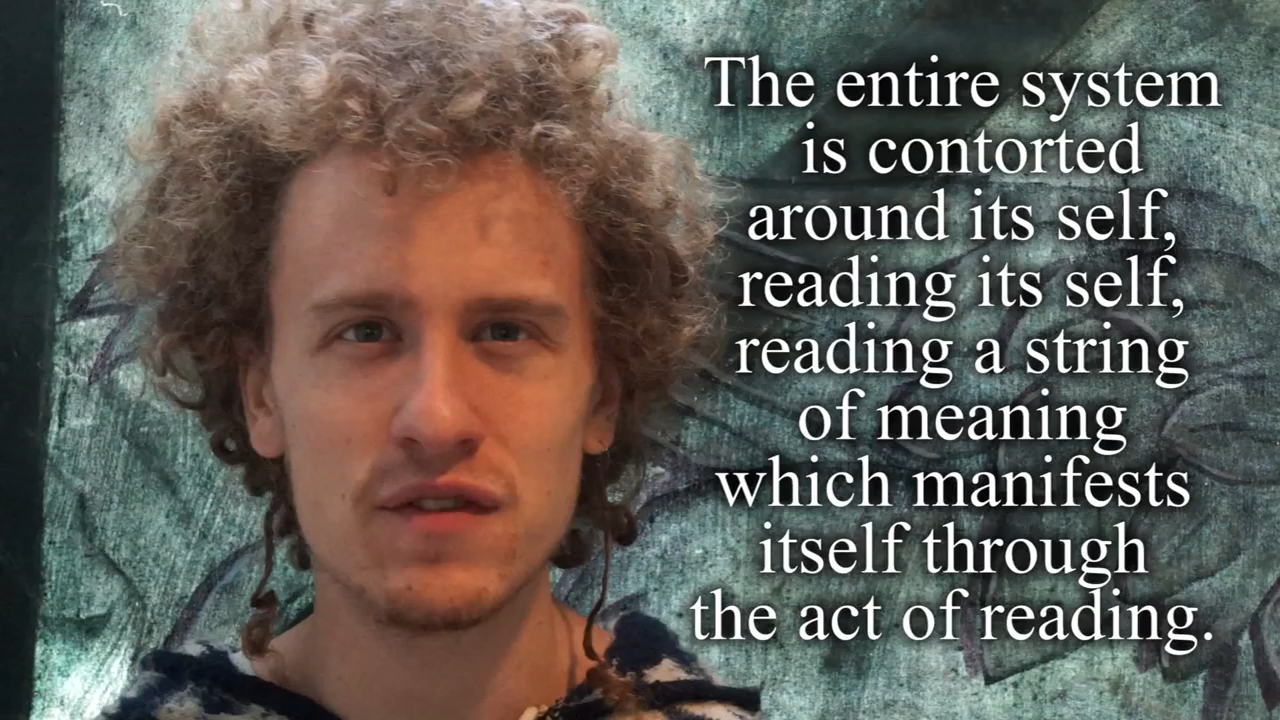 The entire system
is contorted
around its self,
reading its self,
reading a string
of meaning
which manifests
itself through
the act of reading.